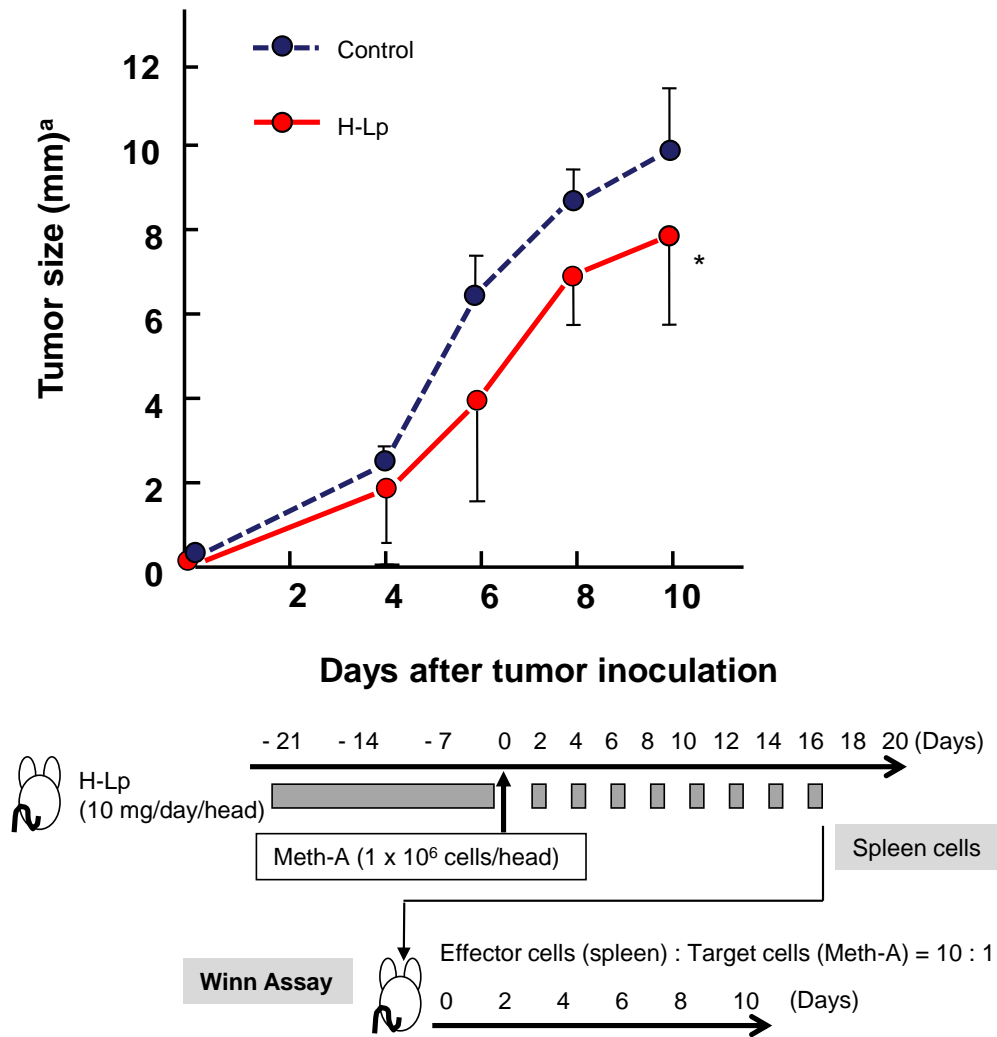 Control
H-Lp
Tumor size (mm)ᵃ
12
10
8
6
4
2
0
2 4 6 8 10
*
Days after tumor inoculation
- 21 - 14 - 7 0 2 4 6 8 10 12 14 16 18 20 (Days)
H-Lp
(10 mg/day/head)
Meth-A (1 x 10⁶ cells/head)
Spleen cells
Effector cells (spleen) : Target cells (Meth-A) = 10 : 1
Winn Assay
0 2 4 6 8 10 (Days)